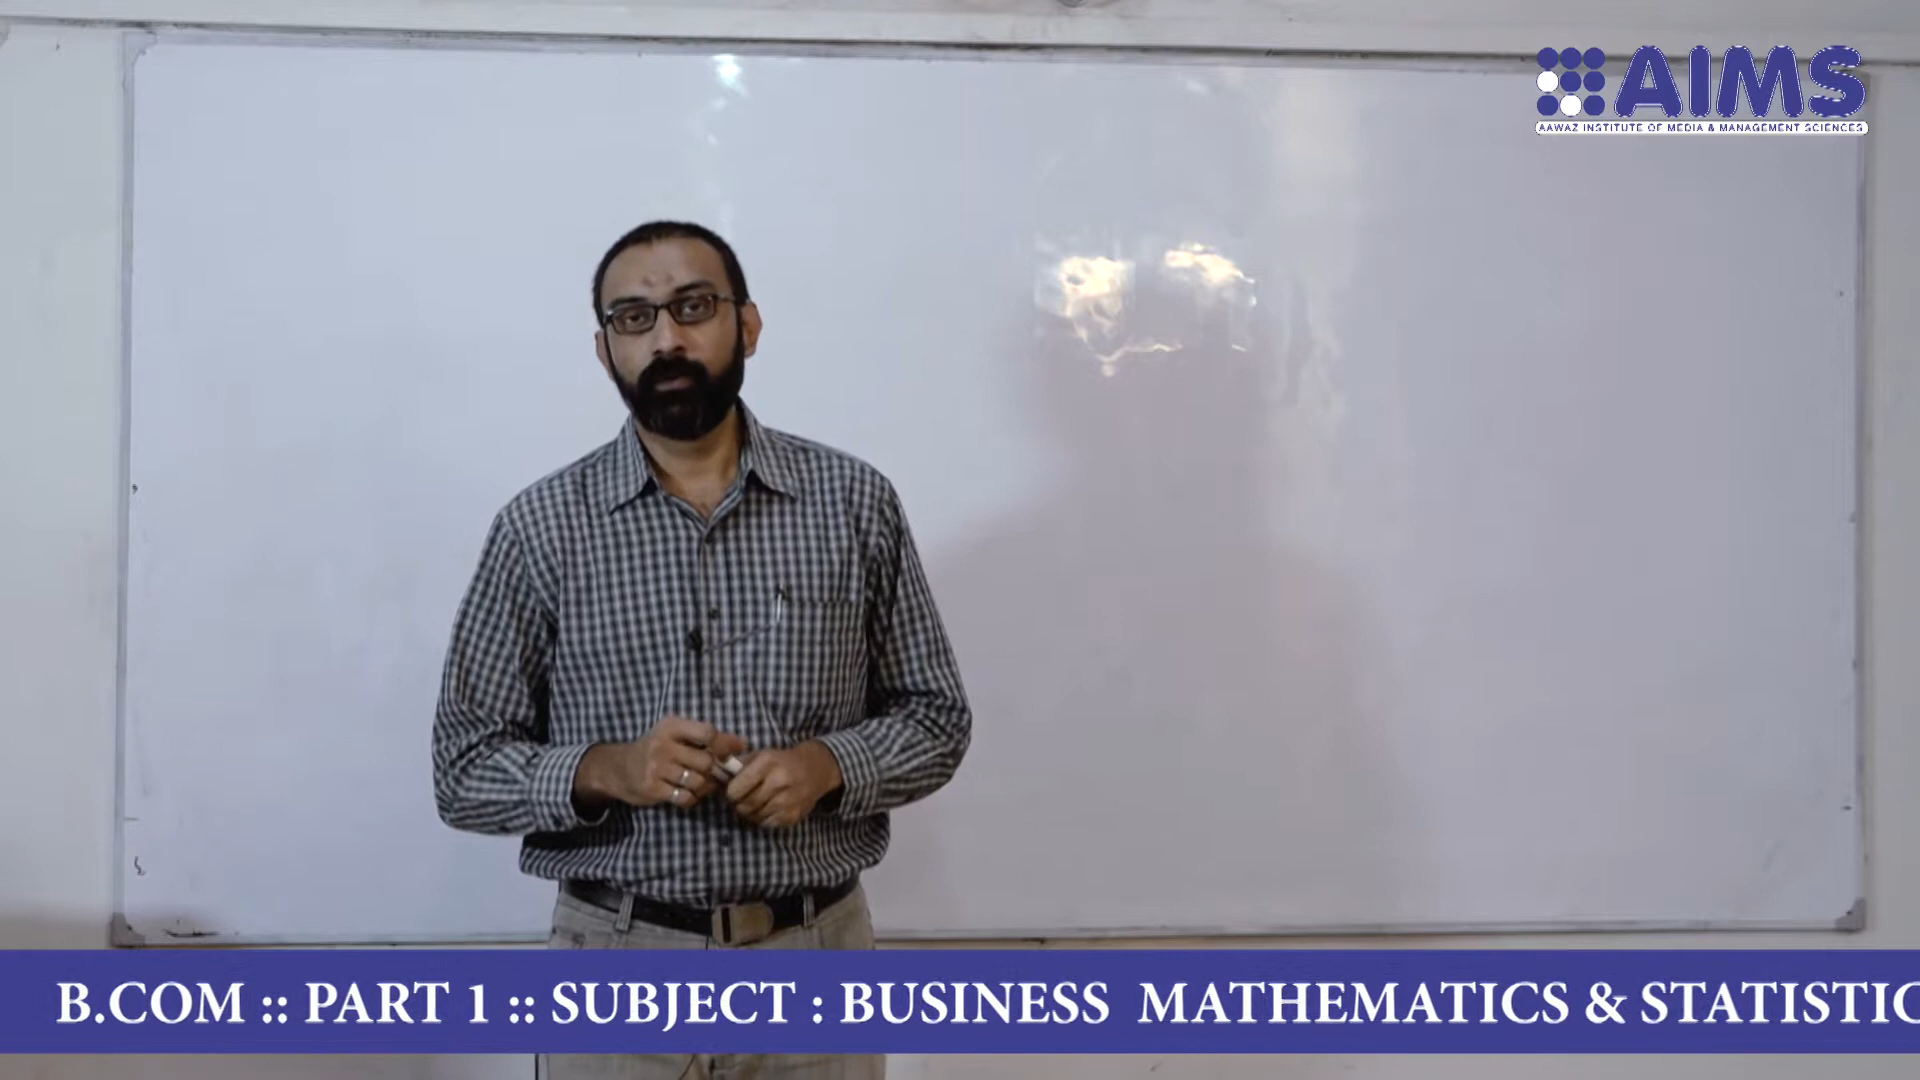 AIMS
AAWAZ INSTITUTE OF MEDIA & MANAGEMENT SCIENCES
B.COM :: PART 1 :: SUBJECT : BUSINESS MATHEMATICS & STATISTIC